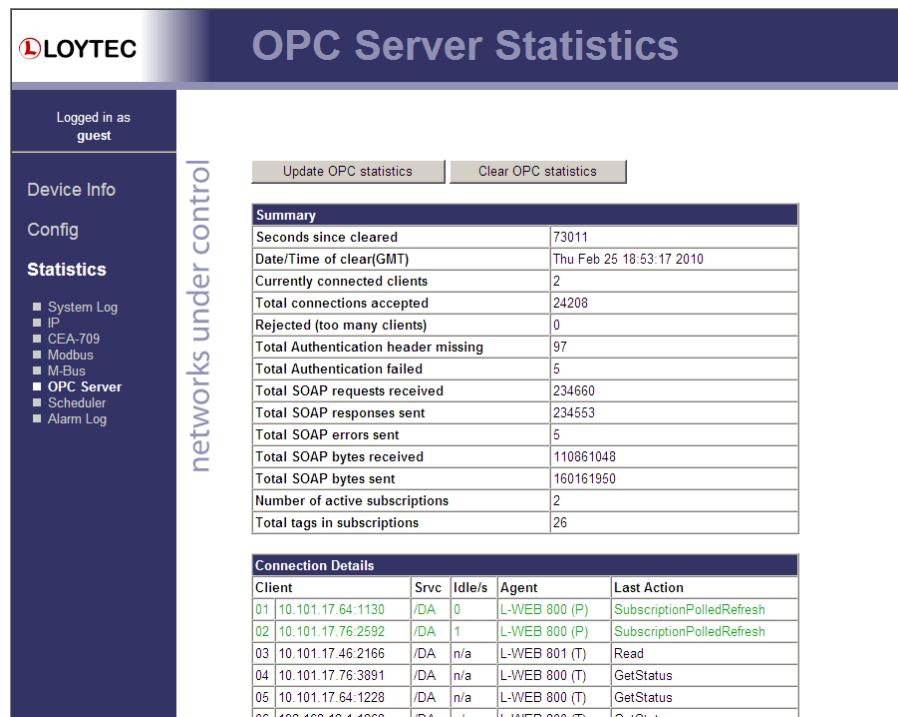 LOYTEC
OPC Server Statistics
Logged in as
guest
Device Info
Config
Statistics
System Log
IP
CEA-709
Modbus
M-Bus
OPC Server
Scheduler
Alarm Log
networks under control
Update OPC statistics Clear OPC statistics
Summary
Seconds since cleared 73011
Date/Time of clear(GMT) Thu Feb 25 18:53:17 2010
Currently connected clients 2
Total connections accepted 24208
Rejected (too many clients) 0
Total Authentication header missing 97
Total Authentication failed 5
Total SOAP requests received 234660
Total SOAP responses sent 234553
Total SOAP errors sent 5
Total SOAP bytes received 110861048
Total SOAP bytes sent 160161950
Number of active subscriptions 2
Total tags in subscriptions 26
Connection Details
Client Srvc Idle/s Agent Last Action
01 10.101.17.64:1130 /DA 0 L-WEB 800 (P) SubscriptionPolledRefresh
02 10.101.17.76:2592 /DA 1 L-WEB 800 (P) SubscriptionPolledRefresh
03 10.101.17.46:2166 /DA n/a L-WEB 801 (T) Read
04 10.101.17.76:3891 /DA n/a L-WEB 800 (T) GetStatus
05 10.101.17.64:1228 /DA n/a L-WEB 800 (T) GetStatus